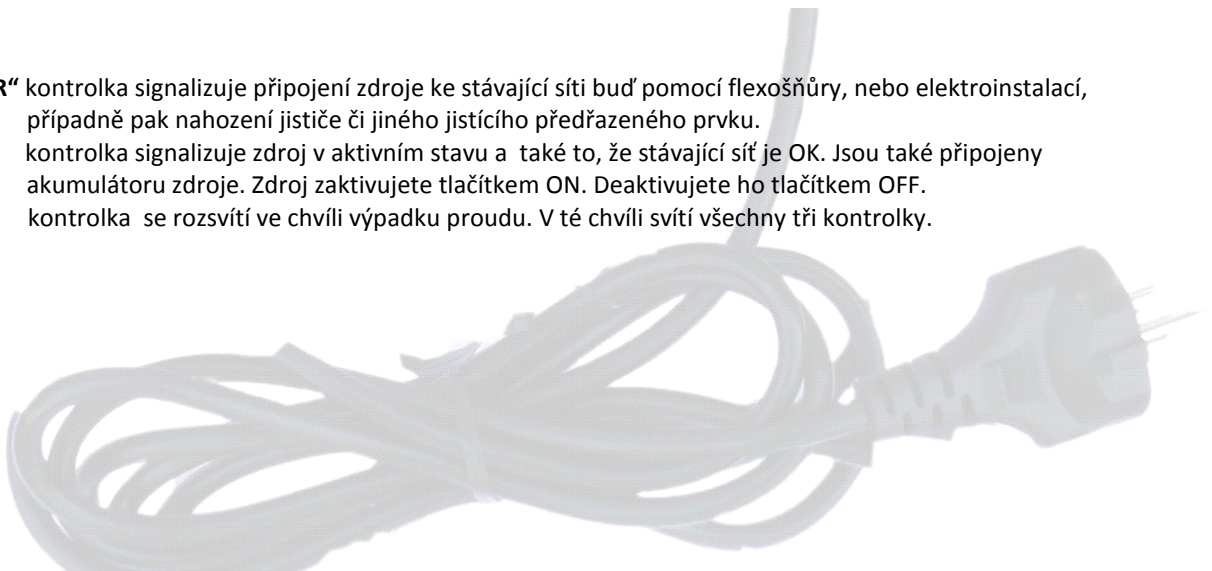 R“ kontrolka signalizuje připojení zdroje ke stávající síti buď pomocí flexošňůry, nebo elektroinstalací,
případně pak nahození jističe či jiného jistícího předřazeného prvku.
kontrolka signalizuje zdroj v aktivním stavu a také to, že stávající síť je OK. Jsou také připojeny
akumulátoru zdroje. Zdroj zaktivujete tlačítkem ON. Deaktivujete ho tlačítkem OFF.
kontrolka se rozsvítí ve chvíli výpadku proudu. V té chvíli svítí všechny tři kontrolky.